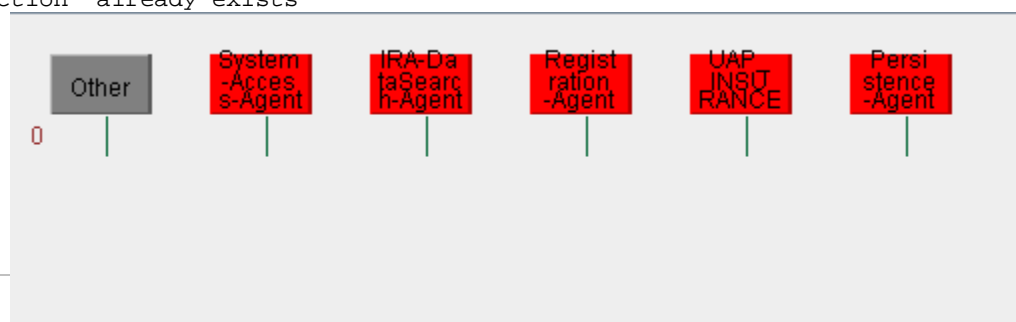 ction already exists
Other
System
-Acces
s-Agent
IRA-Da
taSearc
h-Agent
Regist
ration
-Agent
UAP_
INSU
RANCE
Persi
stence
-Agent
0